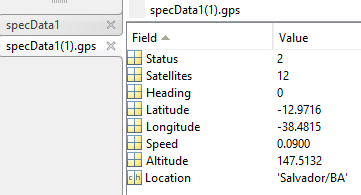 specData1
specData1(1).gps
specData1(1).gps
Field Value
Status 2
Satellites 12
Heading 0
Latitude -12.9716
Longitude -38.4815
Speed 0.0900
Altitude 147.5132
ch Location 'Salvador/BA'